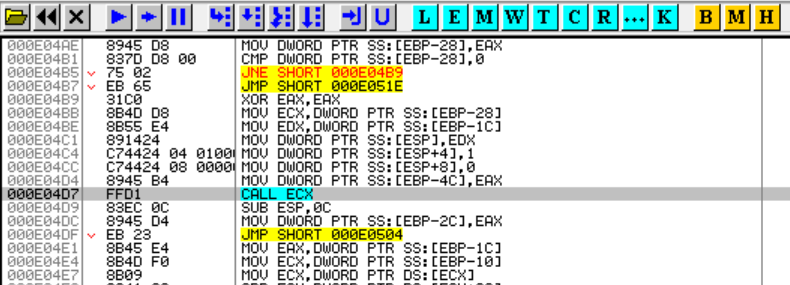 L E M W T C R ... K B M H
000E04AE 8945 D8 MOV DWORD PTR SS:[EBP-28],EAX
000E04B1 837D D8 00 CMP DWORD PTR SS:[EBP-28],0
000E04B5 75 02 JNE SHORT 000E04B9
000E04B7 EB 65 JMP SHORT 000E051E
000E04B9 31C0 XOR EAX,EAX
000E04BB 8B4D D8 MOV ECX,DWORD PTR SS:[EBP-28]
000E04BE 8B55 E4 MOV EDX,DWORD PTR SS:[EBP-1C]
000E04C1 891424 MOV DWORD PTR SS:[ESP],EDX
000E04C4 C74424 04 0100 MOV DWORD PTR SS:[ESP+4],1
000E04CC C74424 08 0000 MOV DWORD PTR SS:[ESP+8],0
000E04D4 8945 B4 MOV DWORD PTR SS:[EBP-4C],EAX
000E04D7 FFD1 CALL ECX
000E04D9 83EC 0C SUB ESP,0C
000E04DC 8945 D4 MOV DWORD PTR SS:[EBP-2C],EAX
000E04DF EB 23 JMP SHORT 000E0504
000E04E1 8B45 E4 MOV EAX,DWORD PTR SS:[EBP-1C]
000E04E4 8B4D F0 MOV ECX,DWORD PTR SS:[EBP-10]
000E04E7 8B09 MOV ECX,DWORD PTR DS:[ECX]